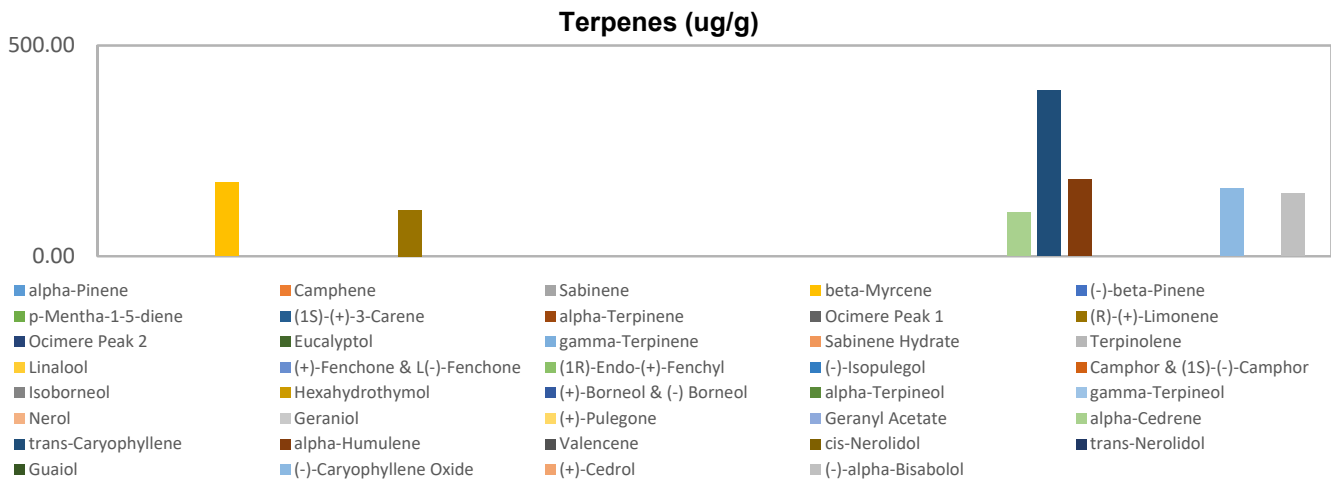 Terpenes (ug/g)
500.00
0.00
alpha-Pinene Camphene Sabinene beta-Myrcene (-)-beta-Pinene
p-Mentha-1-5-diene (1S)-(+)-3-Carene alpha-Terpinene Ocimere Peak 1 (R)-(+)-Limonene
Ocimere Peak 2 Eucalyptol gamma-Terpinene Sabinene Hydrate Terpinolene
Linalool (+)-Fenchone & L(-)-Fenchone (1R)-Endo-(+)-Fenchyl (-)-Isopulegol Camphor & (1S)-(-)-Camphor
Isoborneol Hexahydrothymol (+)-Borneol & (-) Borneol alpha-Terpineol gamma-Terpineol
Nerol Geraniol (+)-Pulegone Geranyl Acetate alpha-Cedrene
trans-Caryophyllene alpha-Humulene Valencene cis-Nerolidol trans-Nerolidol
Guaiol (-)-Caryophyllene Oxide (+)-Cedrol (-)-alpha-Bisabolol